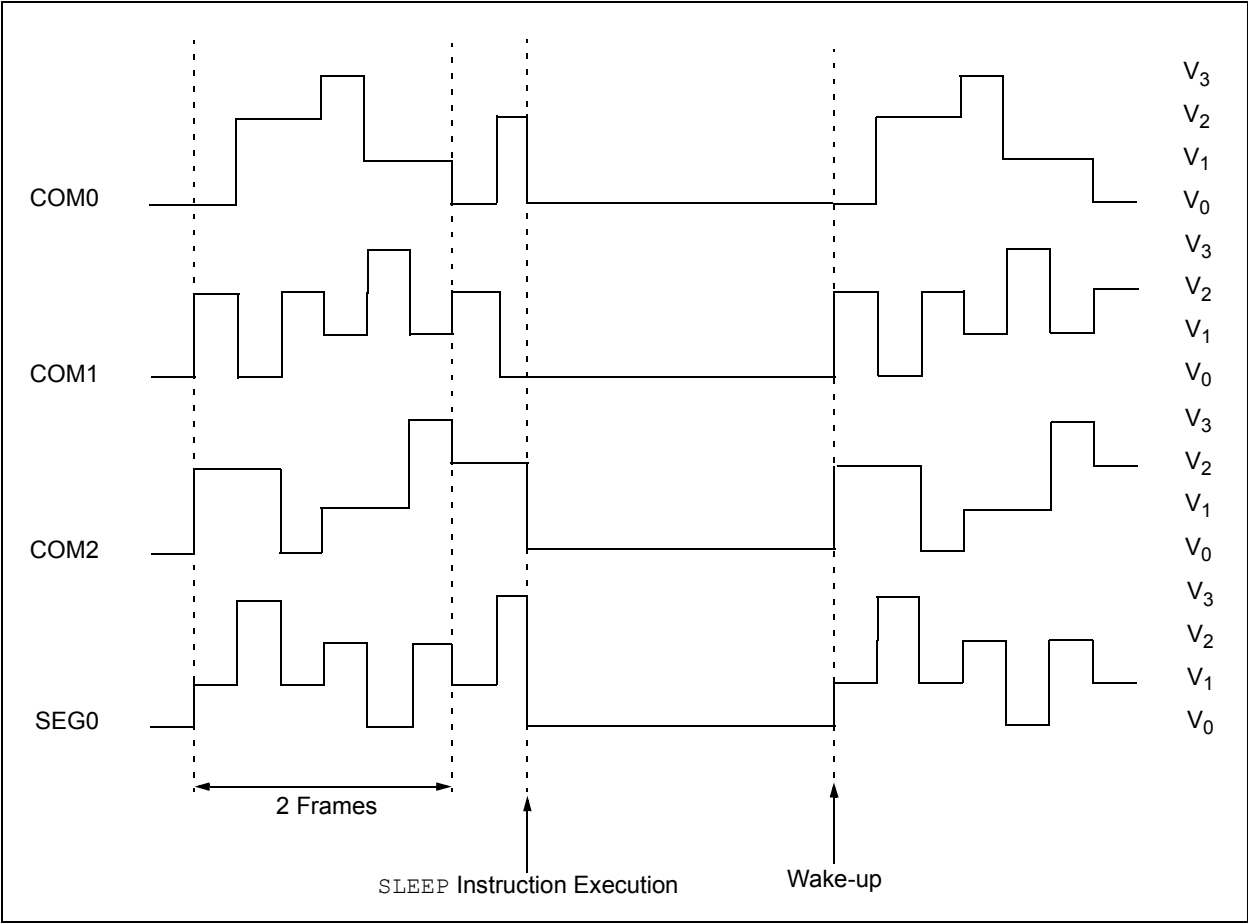 V3
V2
V1
COM0 V0
V3
V2
V1
COM1 V0
V3
V2
V1
COM2 V0
V3
V2
V1
SEG0 V0
2 Frames
SLEEP Instruction Execution
Wake-up